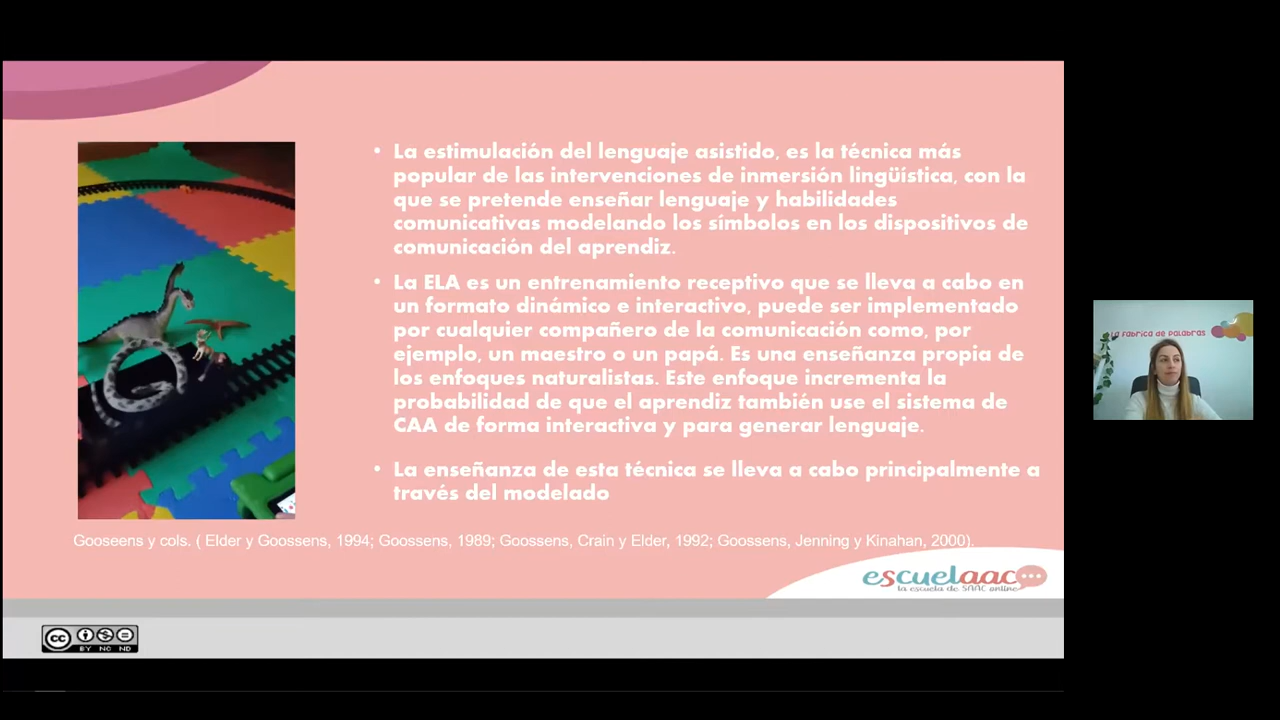 • La estimulación del lenguaje asistido, es la técnica más
popular de las intervenciones de inmersión lingüística, con la
que se pretende enseñar lenguaje y habilidades
comunicativas modelando los símbolos en los dispositivos de
comunicación del aprendiz.
• La ELA es un entrenamiento receptivo que se lleva a cabo en
un formato dinámico e interactivo, puede ser implementado
por cualquier compañero de la comunicación como, por
ejemplo, un maestro o un papá. Es una enseñanza propia de
los enfoques naturalistas. Este enfoque incrementa la
probabilidad de que el aprendiz también use el sistema de
CAA de forma interactiva y para generar lenguaje.
• La enseñanza de esta técnica se lleva a cabo principalmente a
través del modelado
Gooseens y cols. ( Elder y Goossens, 1994; Goossens, 1989; Goossens, Crain y Elder, 1992; Goossens, Jenning y Kinahan, 2000).
escuelaac
la escuela de SAAC online
cc
BY NC ND
La fábrica de palabras